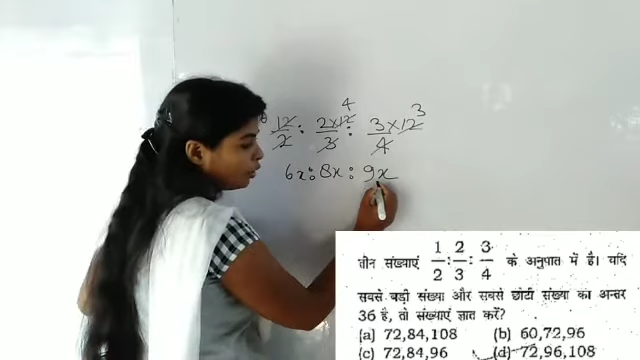 12/2 : 2×12/3 4 : 3×12/4 3
6x : 8x : 9x
तीन संख्याएं 1/2 : 2/3 : 3/4 के अनुपात में है। यदि
सबसे बड़ी संख्या और सबसे छोटी संख्या का अन्तर
36 है, तो संख्याएं ज्ञात करें?
(a) 72,84,108 (b) 60,72,96
(c) 72,84,96 (d) 72,96,108